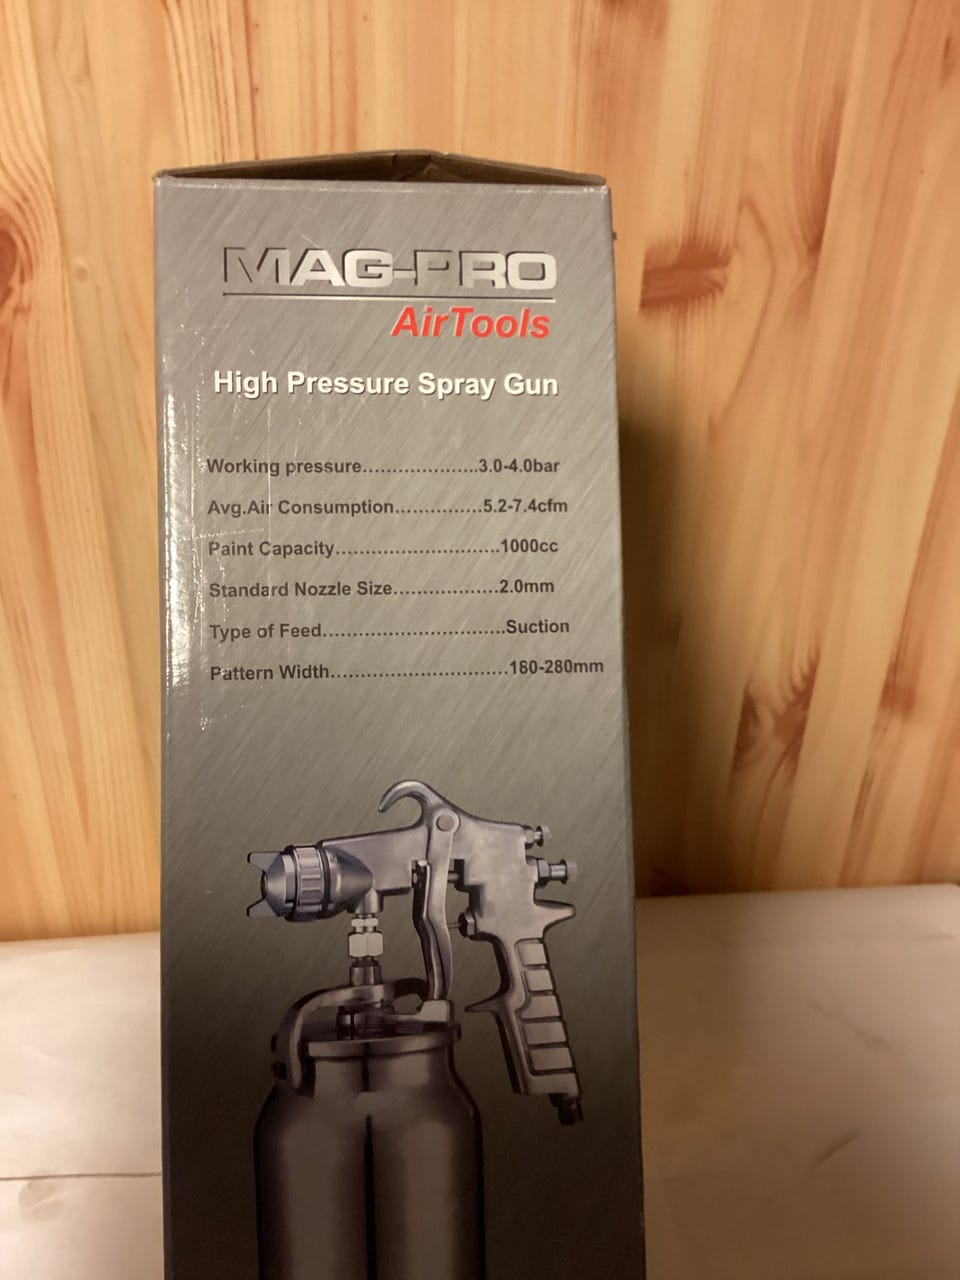 MAG-PRO
AirTools
High Pressure Spray Gun
Working pressure....................3.0-4.0bar
Avg.Air Consumption...............5.2-7.4cfm
Paint Capacity............................1000cc
Standard Nozzle Size..................2.0mm
Type of Feed...............................Suction
Pattern Width..............................180-280mm